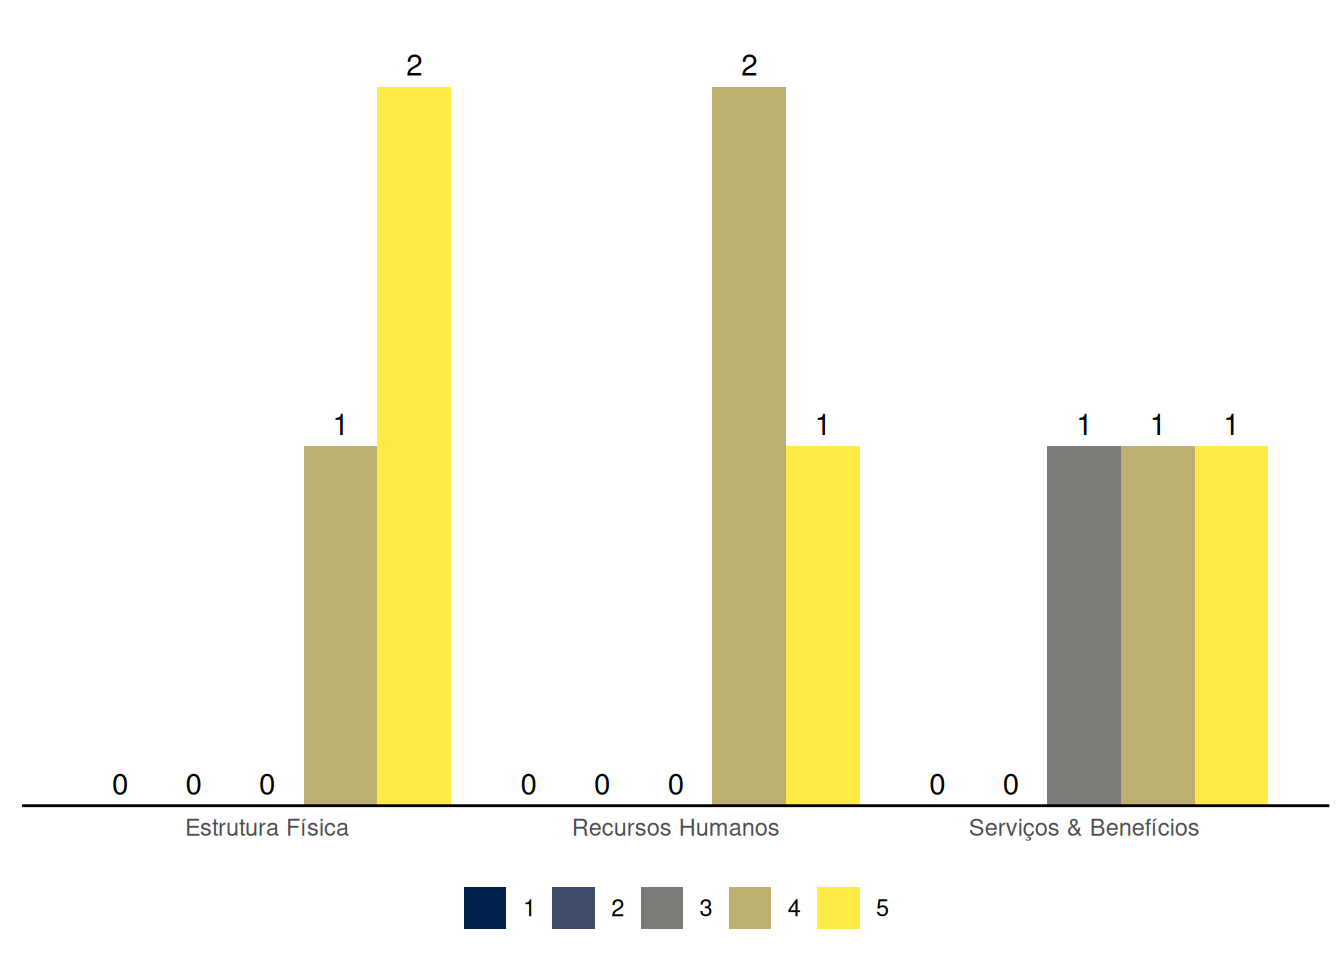 2 2
1 1 1 1 1
0 0 0 0 0 0 0 0
Estrutura Física Recursos Humanos Serviços & Benefícios
1 2 3 4 5